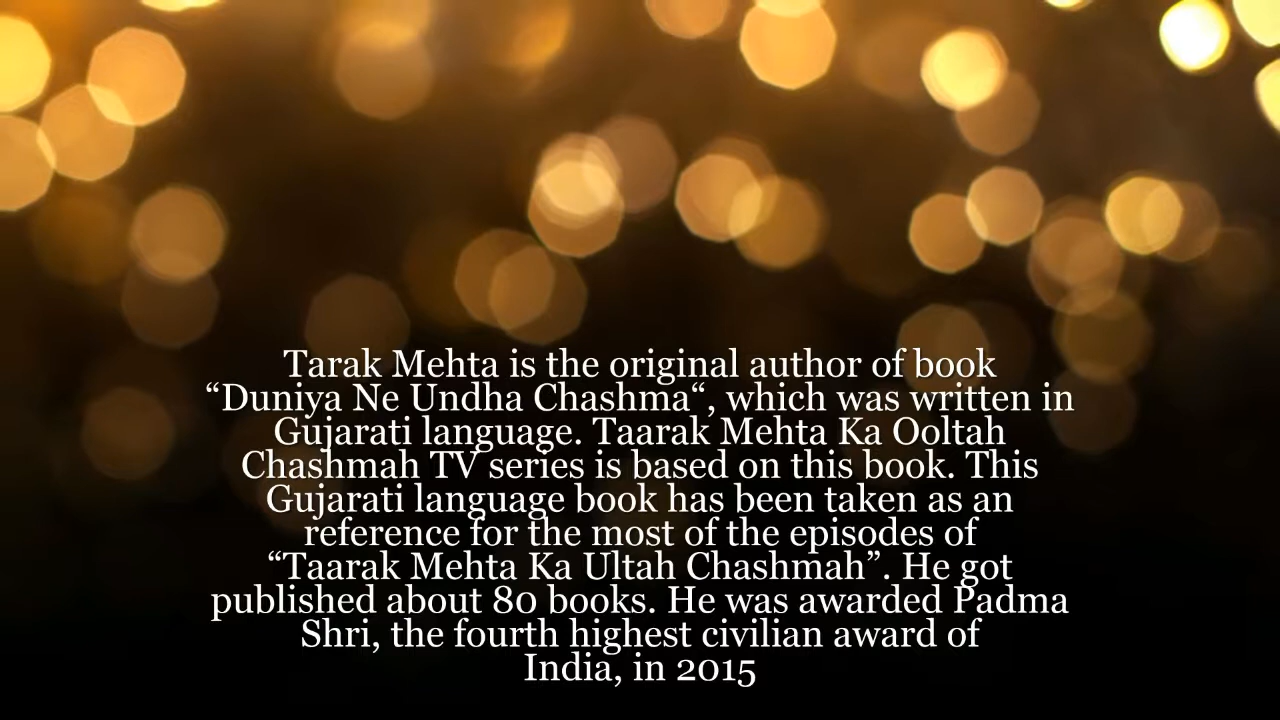 Tarak Mehta is the original author of book
“Duniya Ne Undha Chashma“, which was written in
Gujarati language. Taarak Mehta Ka Ooltah
Chashmah TV series is based on this book. This
Gujarati language book has been taken as an
reference for the most of the episodes of
“Taarak Mehta Ka Ultah Chashmah”. He got
published about 80 books. He was awarded Padma
Shri, the fourth highest civilian award of
India, in 2015